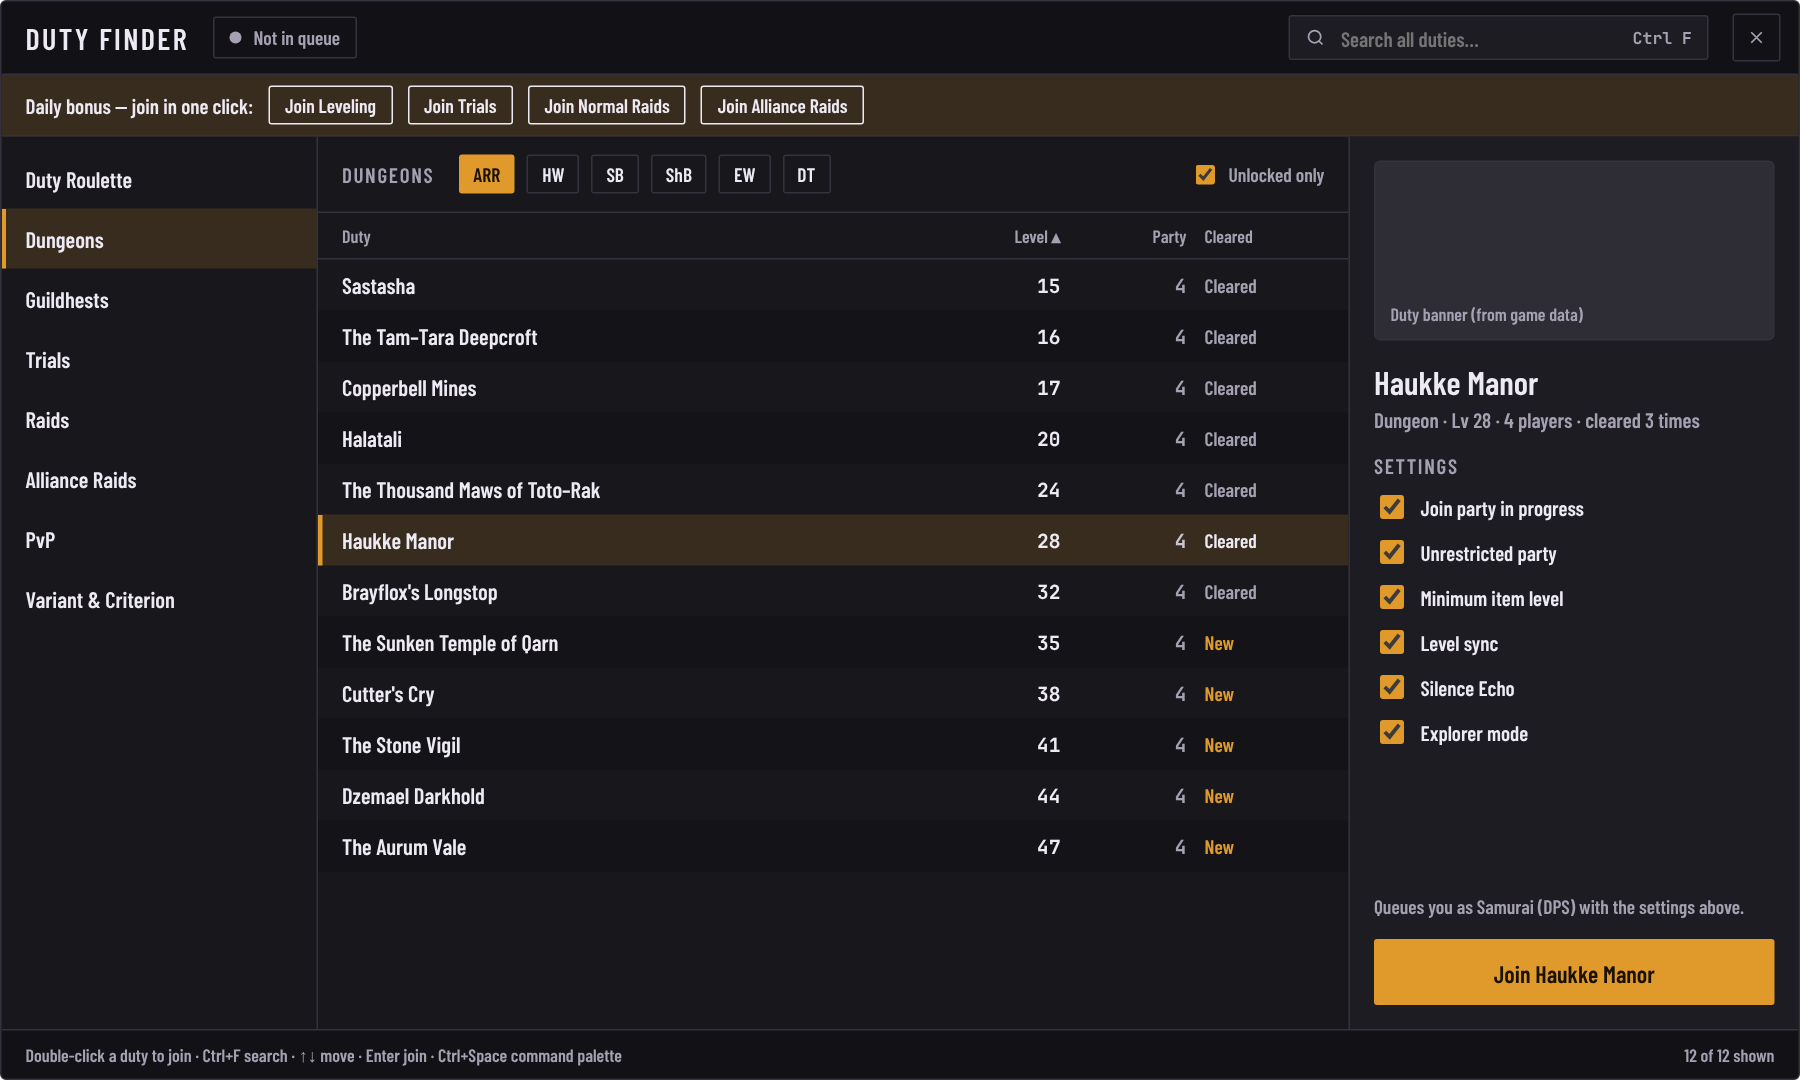 DUTY FINDER
Not in queue
Search all duties...
Ctrl F
Daily bonus — join in one click:
Join Leveling
Join Trials
Join Normal Raids
Join Alliance Raids
Duty Roulette
Dungeons
Guildhests
Trials
Raids
Alliance Raids
PvP
Variant & Criterion
DUNGEONS
ARR
HW
SB
ShB
EW
DT
Unlocked only
Duty Level ▲ Party Cleared
Sastasha 15 4 Cleared
The Tam-Tara Deepcroft 16 4 Cleared
Copperbell Mines 17 4 Cleared
Halatali 20 4 Cleared
The Thousand Maws of Toto-Rak 24 4 Cleared
Haukke Manor 28 4 Cleared
Brayflox's Longstop 32 4 Cleared
The Sunken Temple of Qarn 35 4 New
Cutter's Cry 38 4 New
The Stone Vigil 41 4 New
Dzemael Darkhold 44 4 New
The Aurum Vale 47 4 New
Duty banner (from game data)
Haukke Manor
Dungeon · Lv 28 · 4 players · cleared 3 times
SETTINGS
Join party in progress
Unrestricted party
Minimum item level
Level sync
Silence Echo
Explorer mode
Queues you as Samurai (DPS) with the settings above.
Join Haukke Manor
Double-click a duty to join · Ctrl+F search · ↑↓ move · Enter join · Ctrl+Space command palette
12 of 12 shown